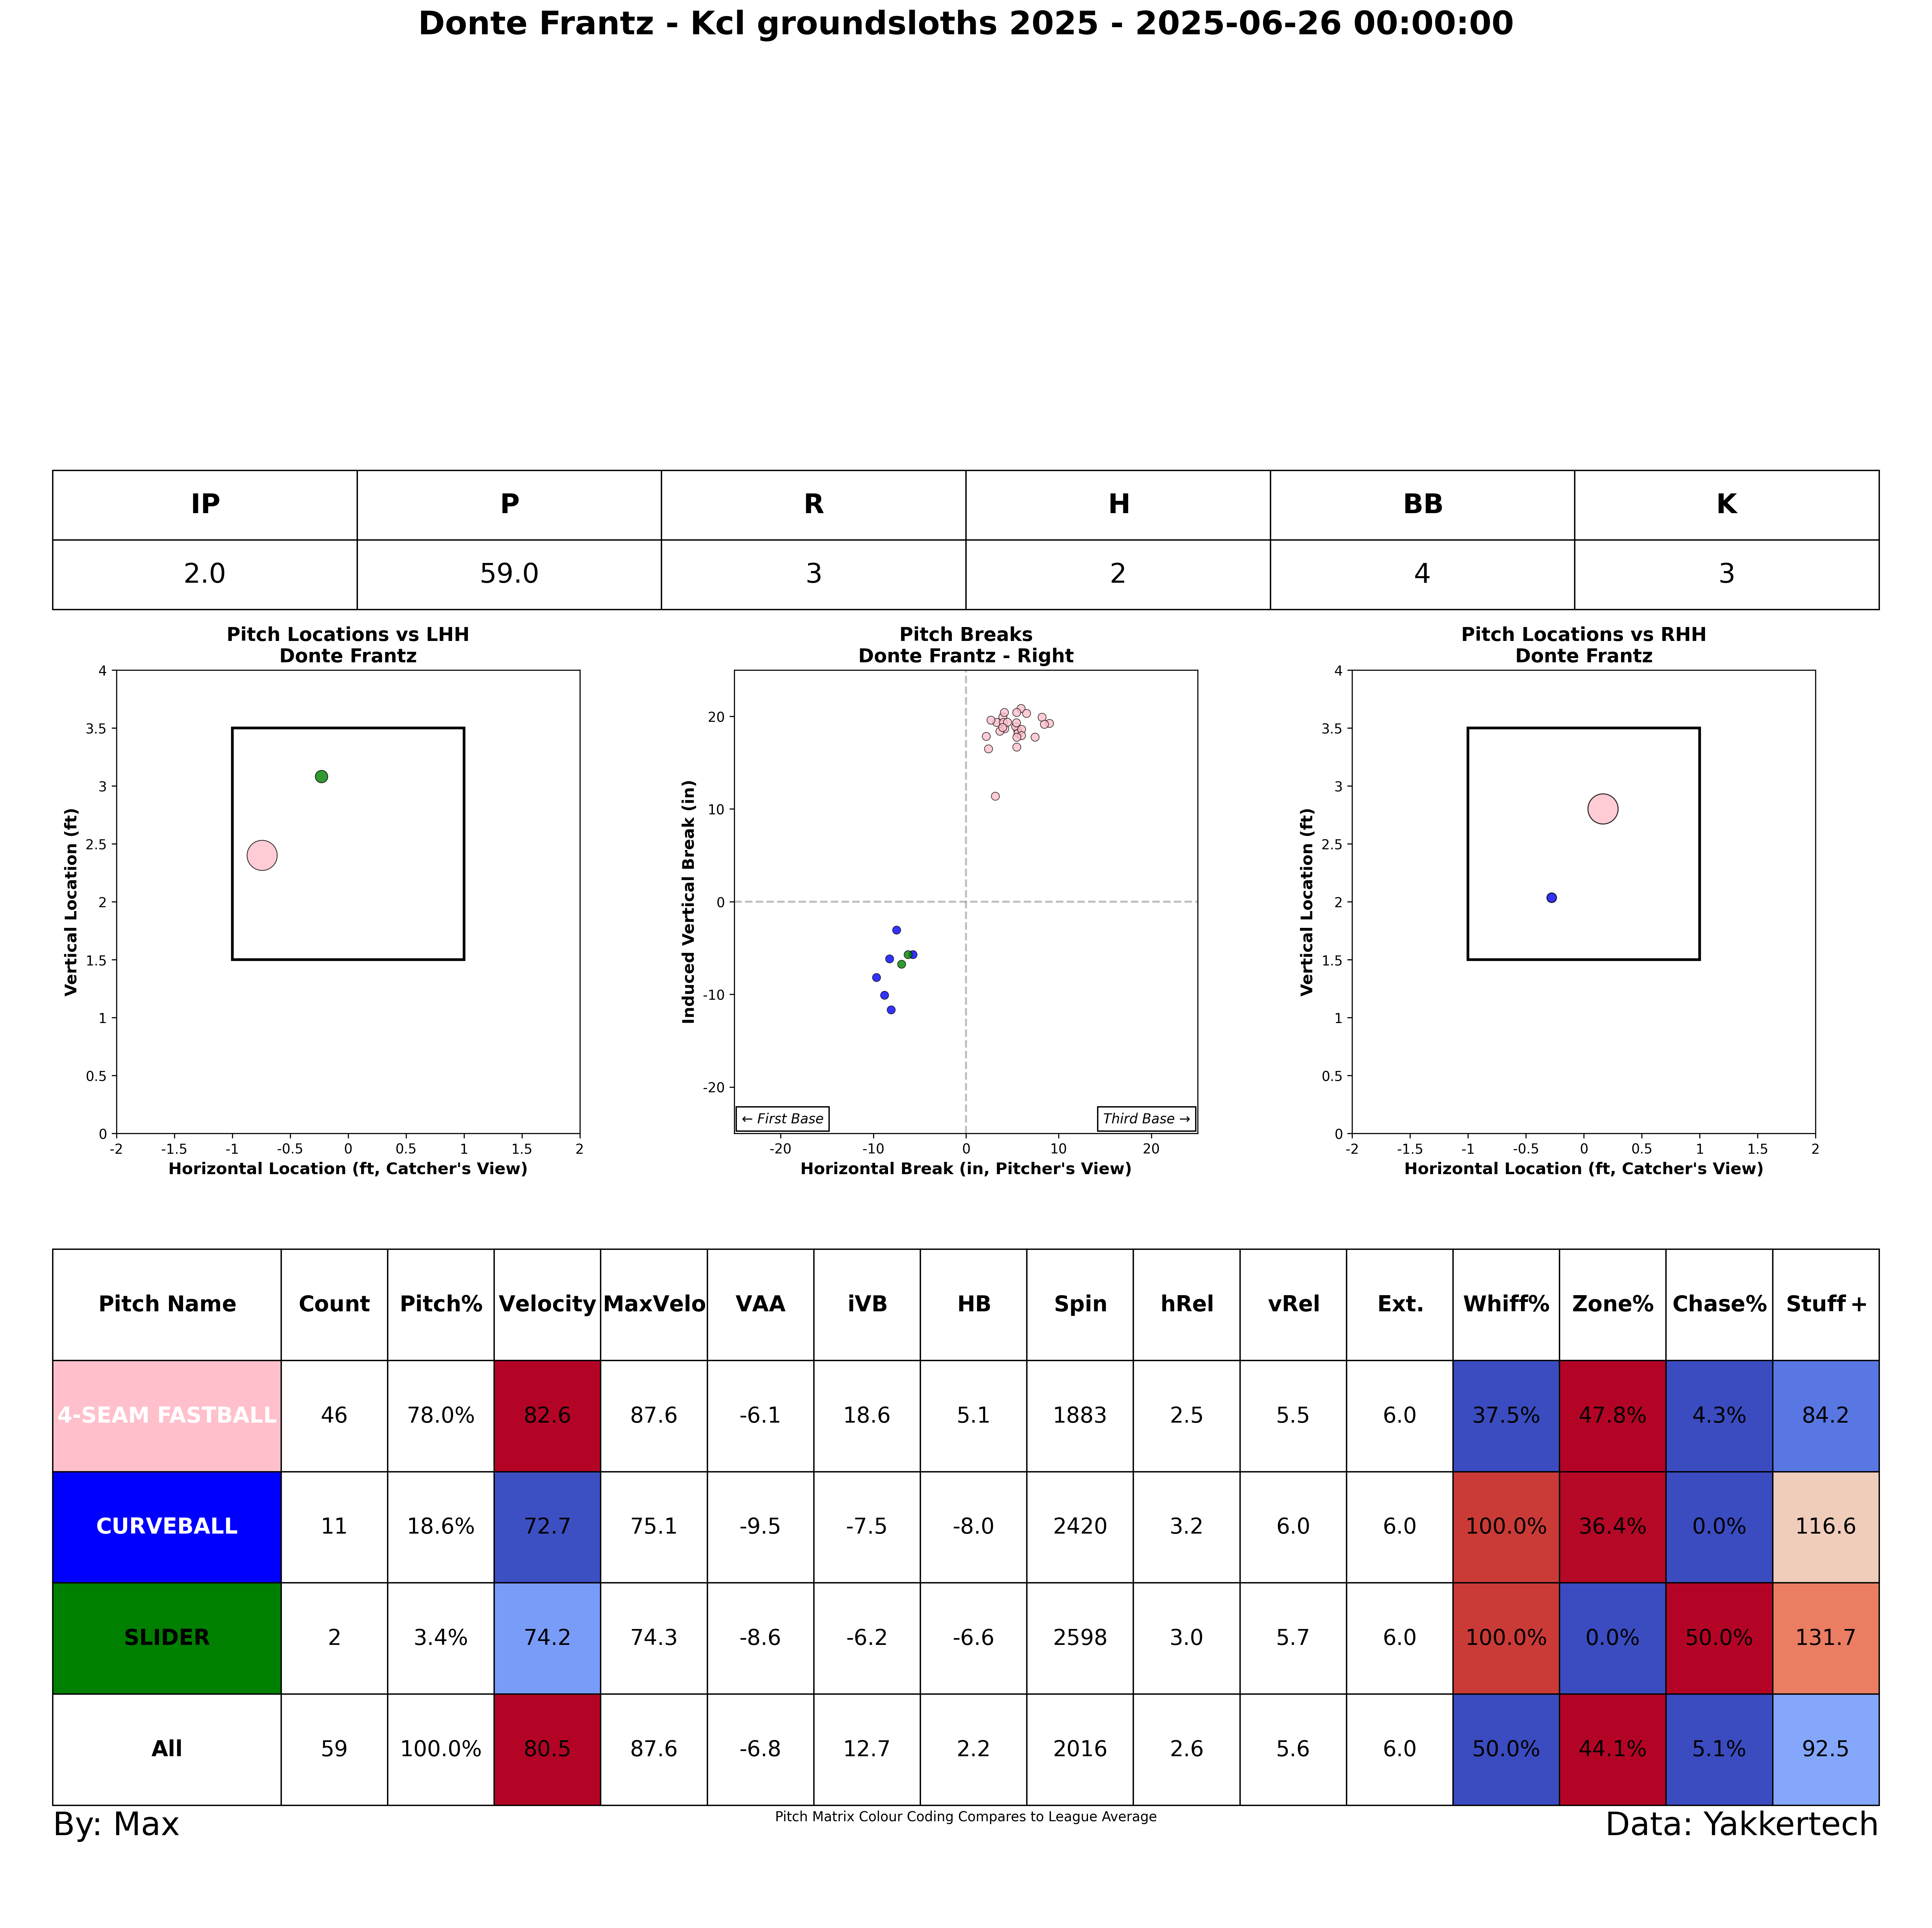 Donte Frantz - Kcl groundsloths 2025 - 2025-06-26 00:00:00
IP P R H BB K
2.0 59.0 3 2 4 3
Pitch Locations vs LHH
Donte Frantz
4
3.5
3
2.5
2
1.5
1
0.5
0
-2 -1.5 -1 -0.5 0 0.5 1 1.5 2
Vertical Location (ft)
Horizontal Location (ft, Catcher's View)
Pitch Breaks
Donte Frantz - Right
20
10
0
-10
-20
← First Base Third Base →
-20 -10 0 10 20
Induced Vertical Break (in)
Horizontal Break (in, Pitcher's View)
Pitch Locations vs RHH
Donte Frantz
4
3.5
3
2.5
2
1.5
1
0.5
0
-2 -1.5 -1 -0.5 0 0.5 1 1.5 2
Vertical Location (ft)
Horizontal Location (ft, Catcher's View)
Pitch Name Count Pitch% Velocity MaxVelo VAA iVB HB Spin hRel vRel Ext. Whiff% Zone% Chase% Stuff+
4-SEAM FASTBALL 46 78.0% 82.6 87.6 -6.1 18.6 5.1 1883 2.5 5.5 6.0 37.5% 47.8% 4.3% 84.2
CURVEBALL 11 18.6% 72.7 75.1 -9.5 -7.5 -8.0 2420 3.2 6.0 6.0 100.0% 36.4% 0.0% 116.6
SLIDER 2 3.4% 74.2 74.3 -8.6 -6.2 -6.6 2598 3.0 5.7 6.0 100.0% 0.0% 50.0% 131.7
All 59 100.0% 80.5 87.6 -6.8 12.7 2.2 2016 2.6 5.6 6.0 50.0% 44.1% 5.1% 92.5
By: Max
Pitch Matrix Colour Coding Compares to League Average
Data: Yakkertech